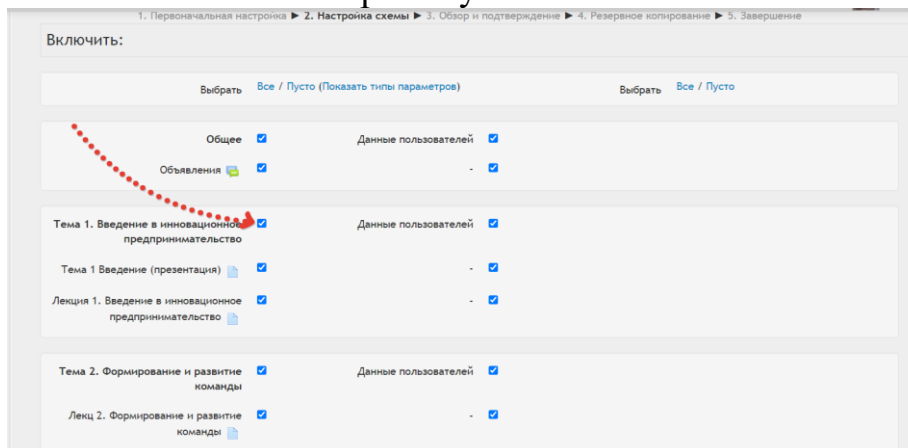 1. Первоначальная настройка ► 2. Настройка схемы ► 3. Обзор и подтверждение ► 4. Резервное копирование ► 5. Завершение
Включить:
Выбрать Все / Пусто (Показать типы параметров) Выбрать Все / Пусто
Общее Данные пользователей
Объявления -
Тема 1. Введение в инновационное Данные пользователей
предпринимательство
Тема 1 Введение (презентация) -
Лекция 1. Введение в инновационное -
предпринимательство
Тема 2. Формирование и развитие Данные пользователей
команды
Лекц 2. Формирование и развитие -
команды